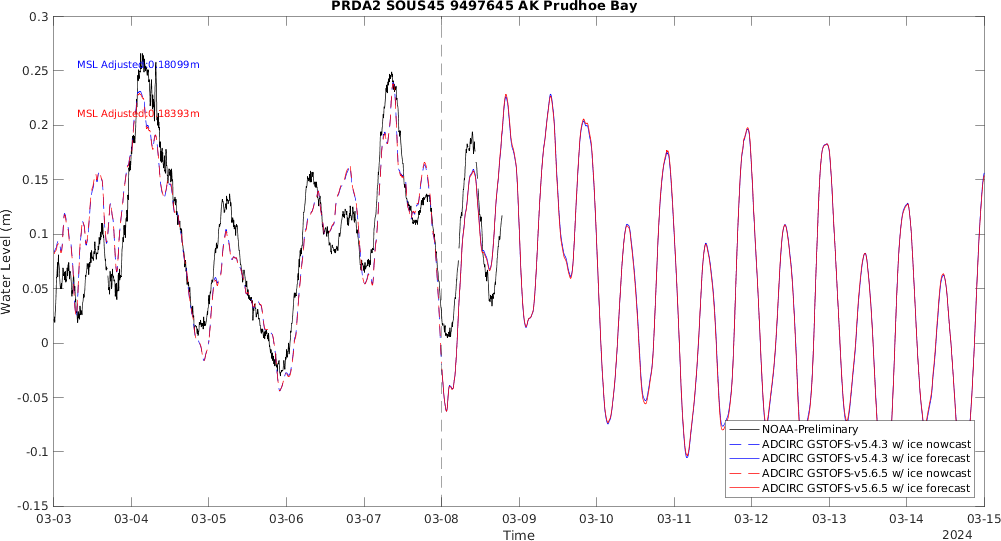 PRDA2 SOUS45 9497645 AK Prudhoe Bay
0.3
0.25
0.2
0.15
0.1
0.05
0
-0.05
-0.1
-0.15
Water Level (m)
MSL Adjusted:0.18099m
MSL Adjusted:0.18393m
NOAA-Preliminary
ADCIRC GSTOFS-v5.4.3 w/ ice nowcast
ADCIRC GSTOFS-v5.4.3 w/ ice forecast
ADCIRC GSTOFS-v5.6.5 w/ ice nowcast
ADCIRC GSTOFS-v5.6.5 w/ ice forecast
03-03 03-04 03-05 03-06 03-07 03-08 03-09 03-10 03-11 03-12 03-13 03-14 03-15
Time
2024